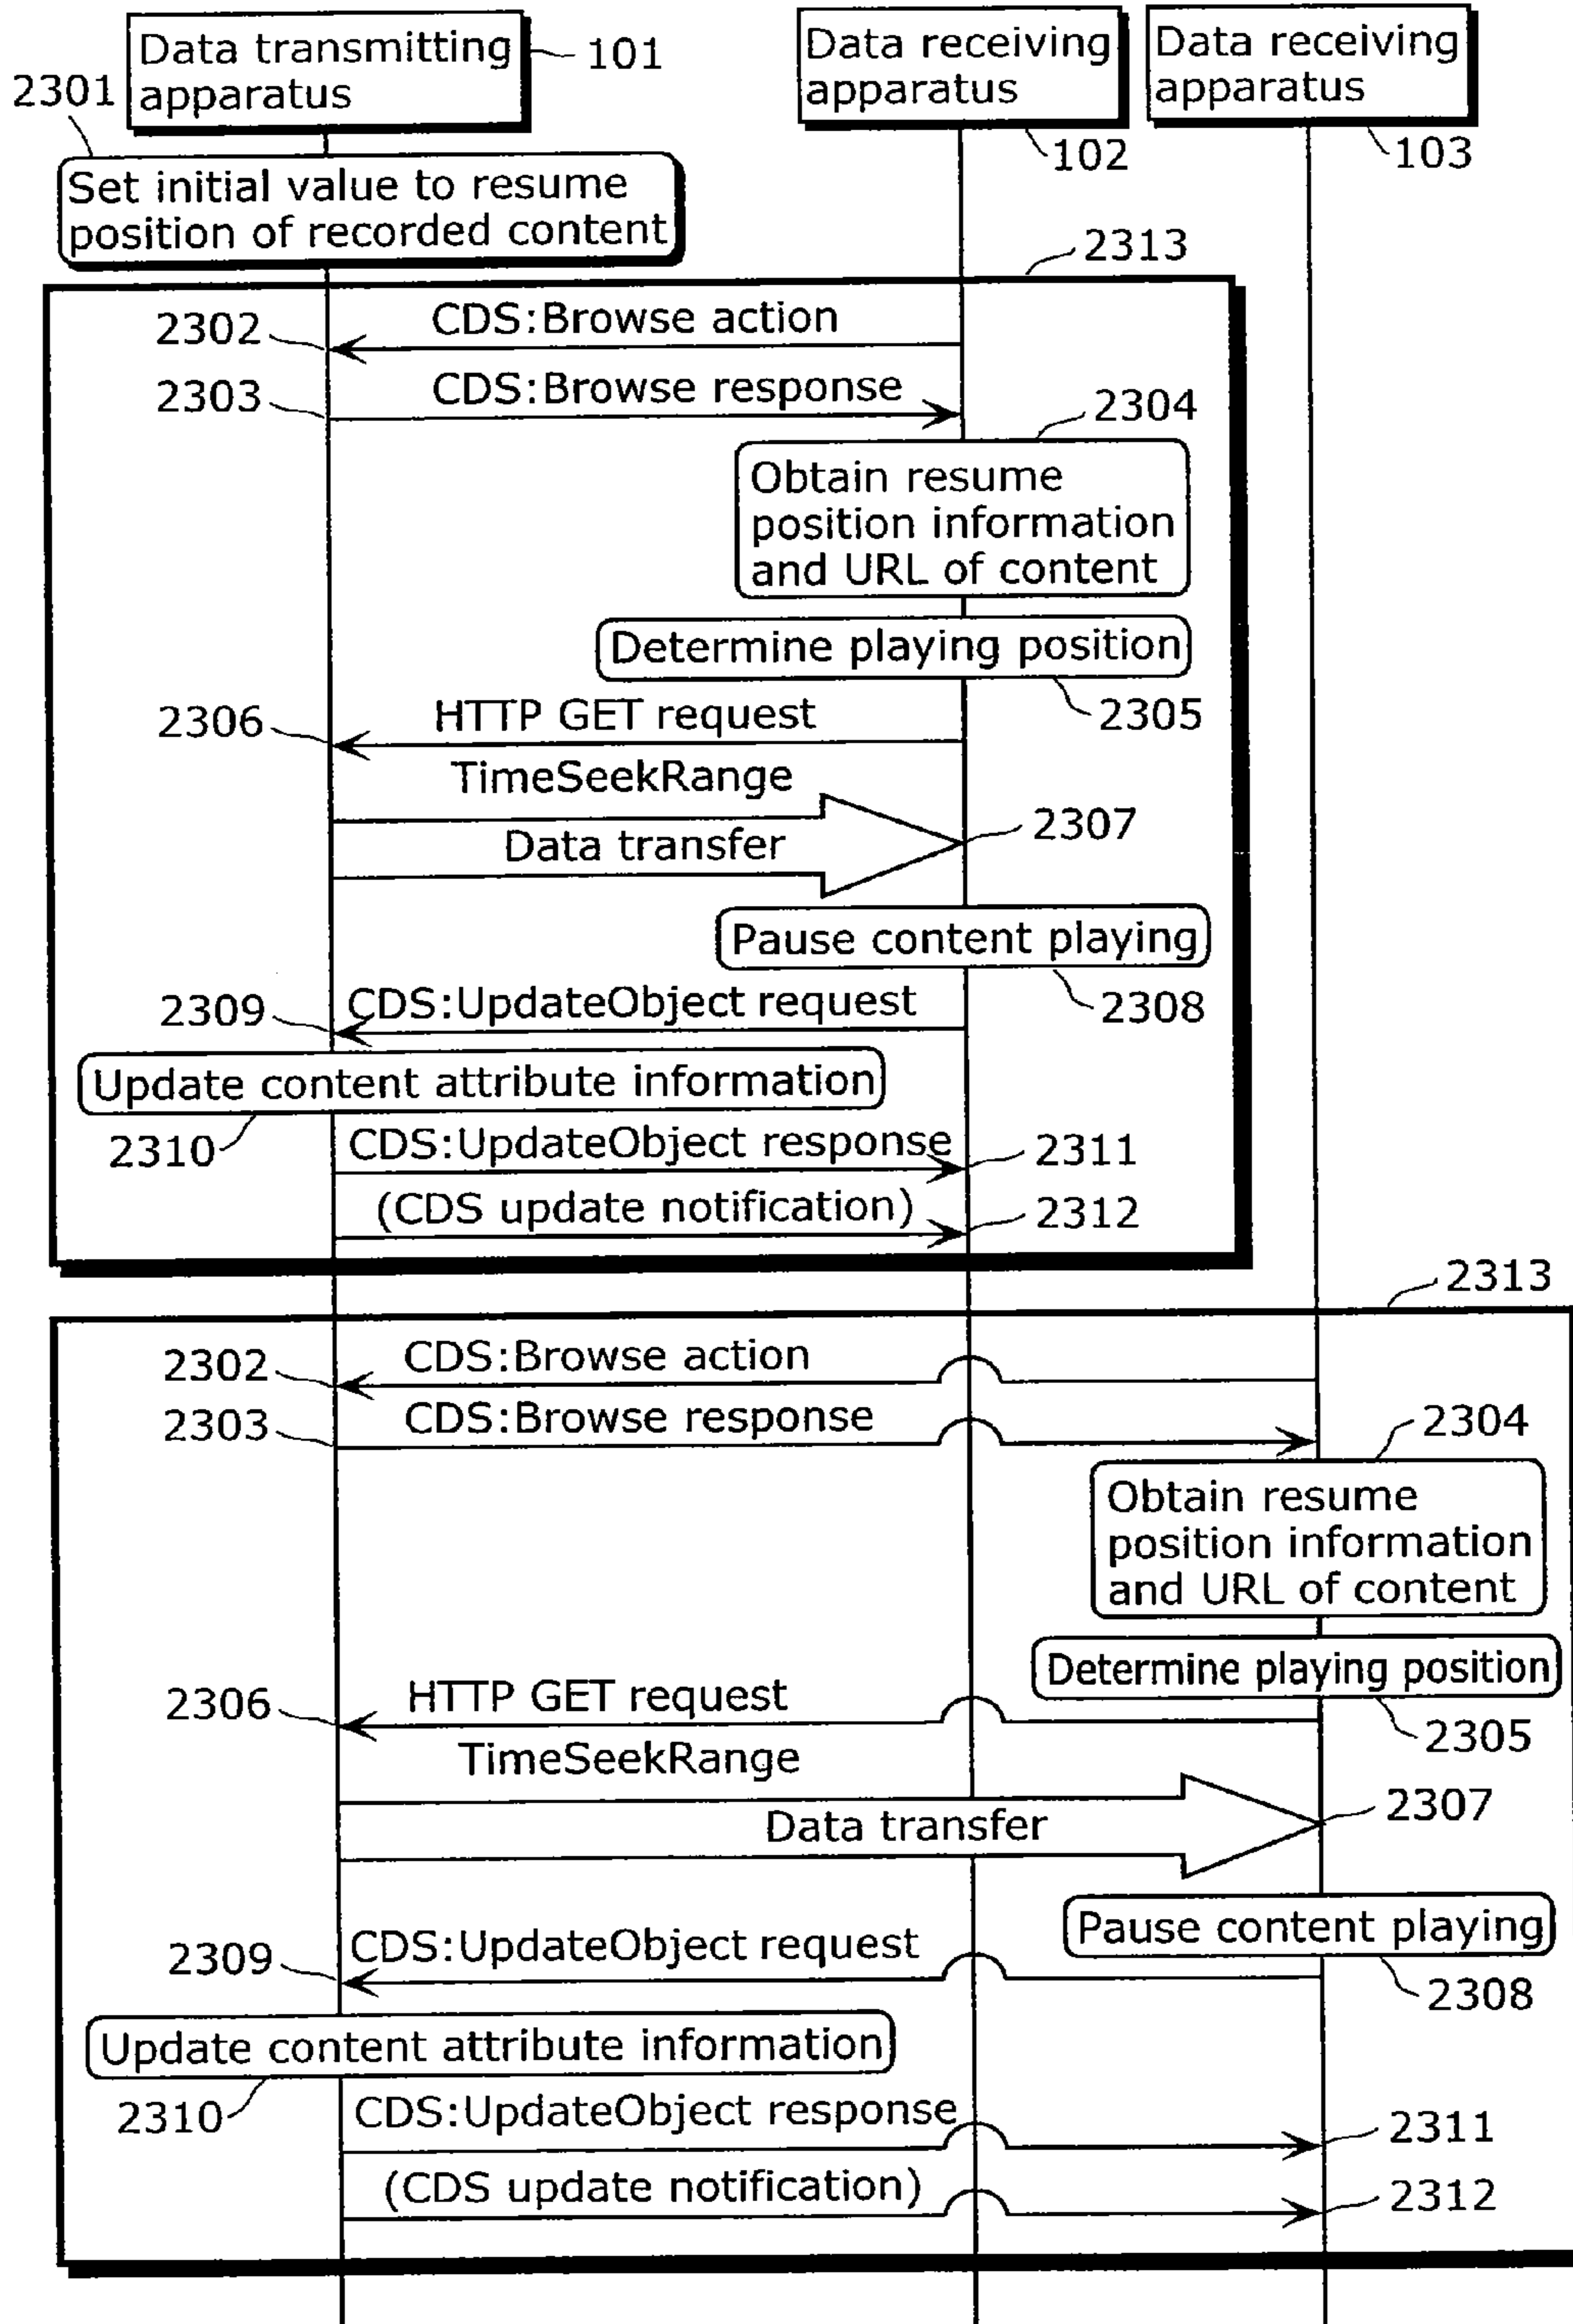 Data transmitting
apparatus
101
Data receiving
apparatus
102
Data receiving
apparatus
103
2301
Set initial value to resume
position of recorded content
2313
2302
CDS:Browse action
2303
CDS:Browse response
2304
Obtain resume
position information
and URL of content
Determine playing position
2305
2306
HTTP GET request
TimeSeekRange
Data transfer
2307
Pause content playing
2308
2309
CDS:UpdateObject request
Update content attribute information
2310
CDS:UpdateObject response
2311
(CDS update notification)
2312
2313
2302
CDS:Browse action
2303
CDS:Browse response
2304
Obtain resume
position information
and URL of content
Determine playing position
2305
2306
HTTP GET request
TimeSeekRange
Data transfer
2307
Pause content playing
2308
2309
CDS:UpdateObject request
Update content attribute information
2310
CDS:UpdateObject response
2311
(CDS update notification)
2312